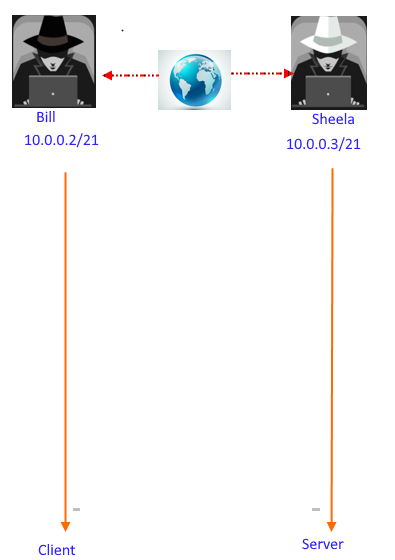 Bill
Sheela
10.0.0.2/21
10.0.0.3/21
Client
Server